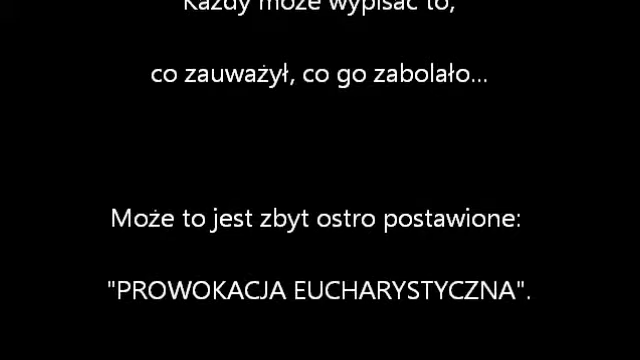 Każdy może wypisać to,
co zauważył, co go zabolało...
Może to jest zbyt ostro postawione:
"PROWOKACJA EUCHARYSTYCZNA".